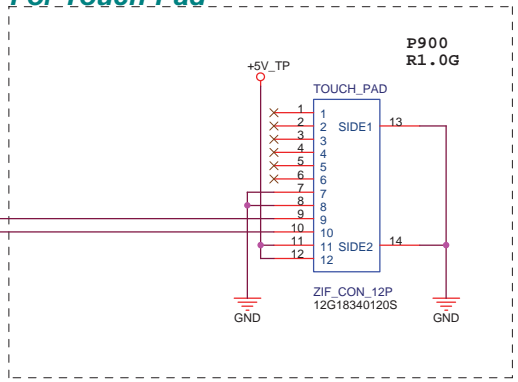 For Touch Pad
P900
R1.0G
+5V_TP
TOUCH_PAD
1 1
2 2 SIDE1 13
3 3
4 4
5 5
6 6
7 7
8 8
9 9
10 10
11 11 SIDE2 14
12 12
ZIF_CON_12P
12G18340120S
GND GND